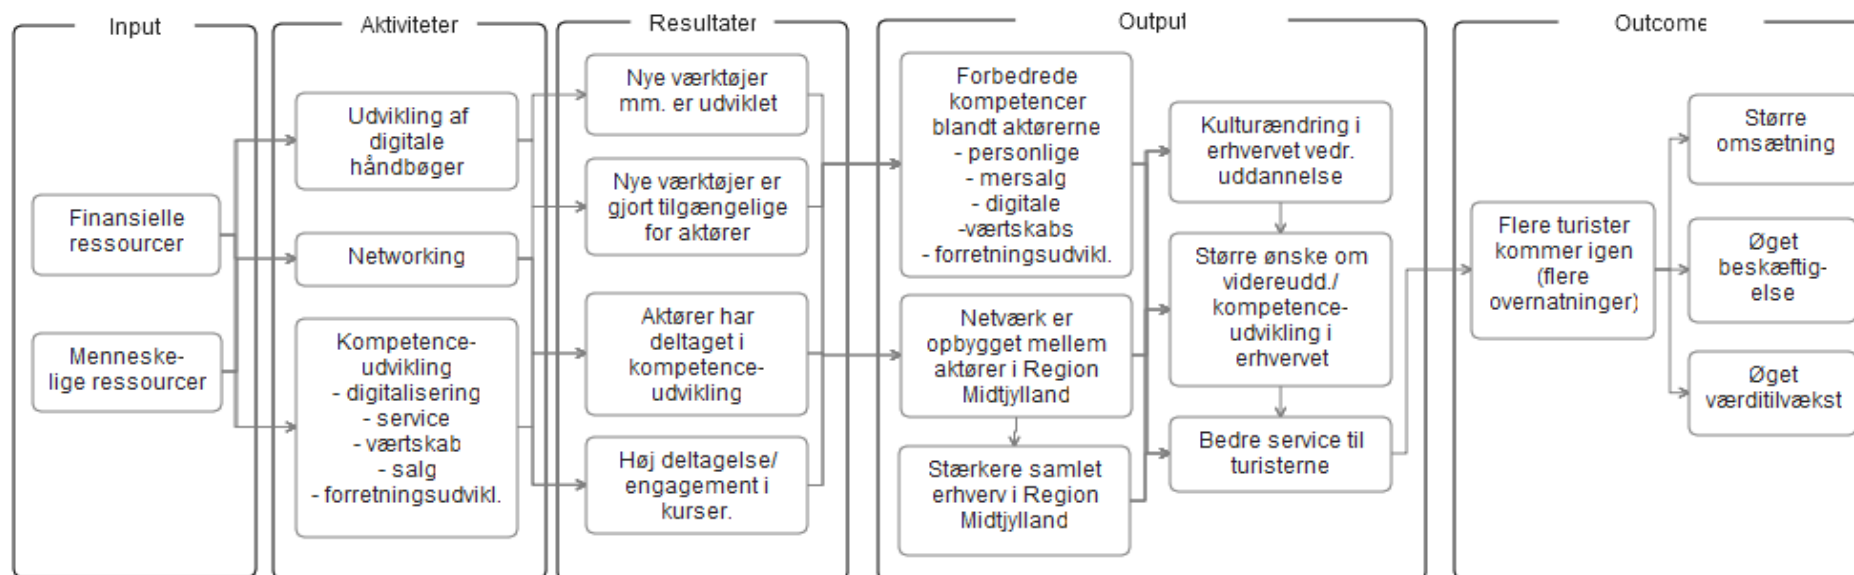 Input
Finansielle
ressourcer
Menneske-
lige ressourcer
Aktiviteter
Udvikling af
digitale
håndbøger
Networking
Kompetence-
udvikling
- digitalisering
- service
- værtskab
- salg
- forretningsudvikl.
Resultater
Nye værktøjer
mm. er udviklet
Nye værktøjer er
gjort tilgængelige
for aktører
Aktører har
deltaget i
kompetence-
udvikling
Høj deltagelse/
engagement i
kurser.
Output
Forbedrede
kompetencer
blandt aktørerne
- personlige
- mersalg
- digitale
-værtskabs
- forretningsudvikl.
Netværk er
opbygget mellem
aktører i Region
Midtjylland
Stærkere samlet
erhverv i Region
Midtjylland
Kulturændring i
erhvervet vedr.
uddannelse
Større ønske om
videreudd./
kompetence-
udvikling i
erhvervet
Bedre service til
turisterne
Outcome
Flere turister
kommer igen
(flere
overnatninger)
Større
omsætning
Øget
beskæftig-
else
Øget
værditilvækst